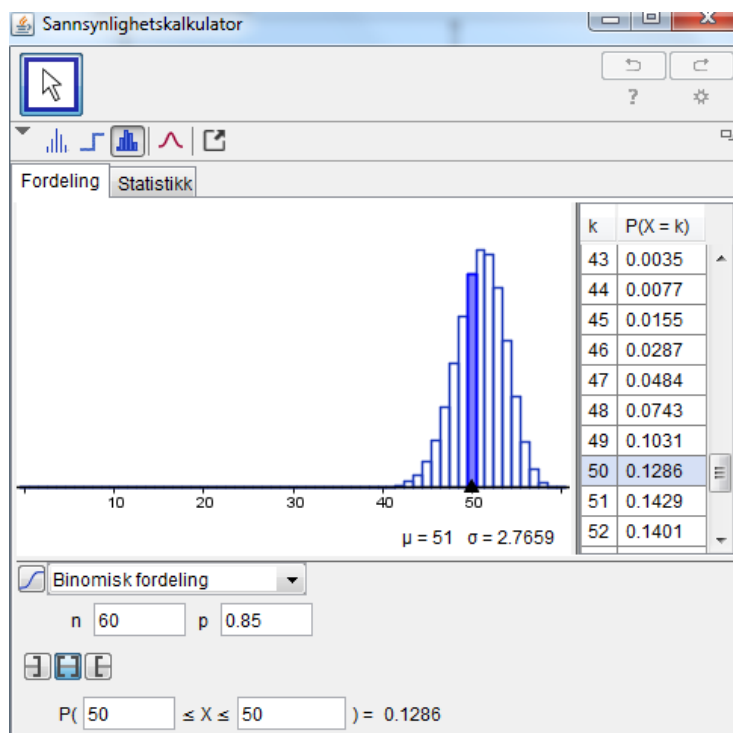 Sannsynlighetskalkulator
?
Fordeling Statistikk
k P(X = k)
43 0.0035
44 0.0077
45 0.0155
46 0.0287
47 0.0484
48 0.0743
49 0.1031
50 0.1286
51 0.1429
52 0.1401
10 20 30 40 50
μ = 51 σ = 2.7659
Binomisk fordeling
n 60 p 0.85
P( 50 ≤ X ≤ 50 ) = 0.1286